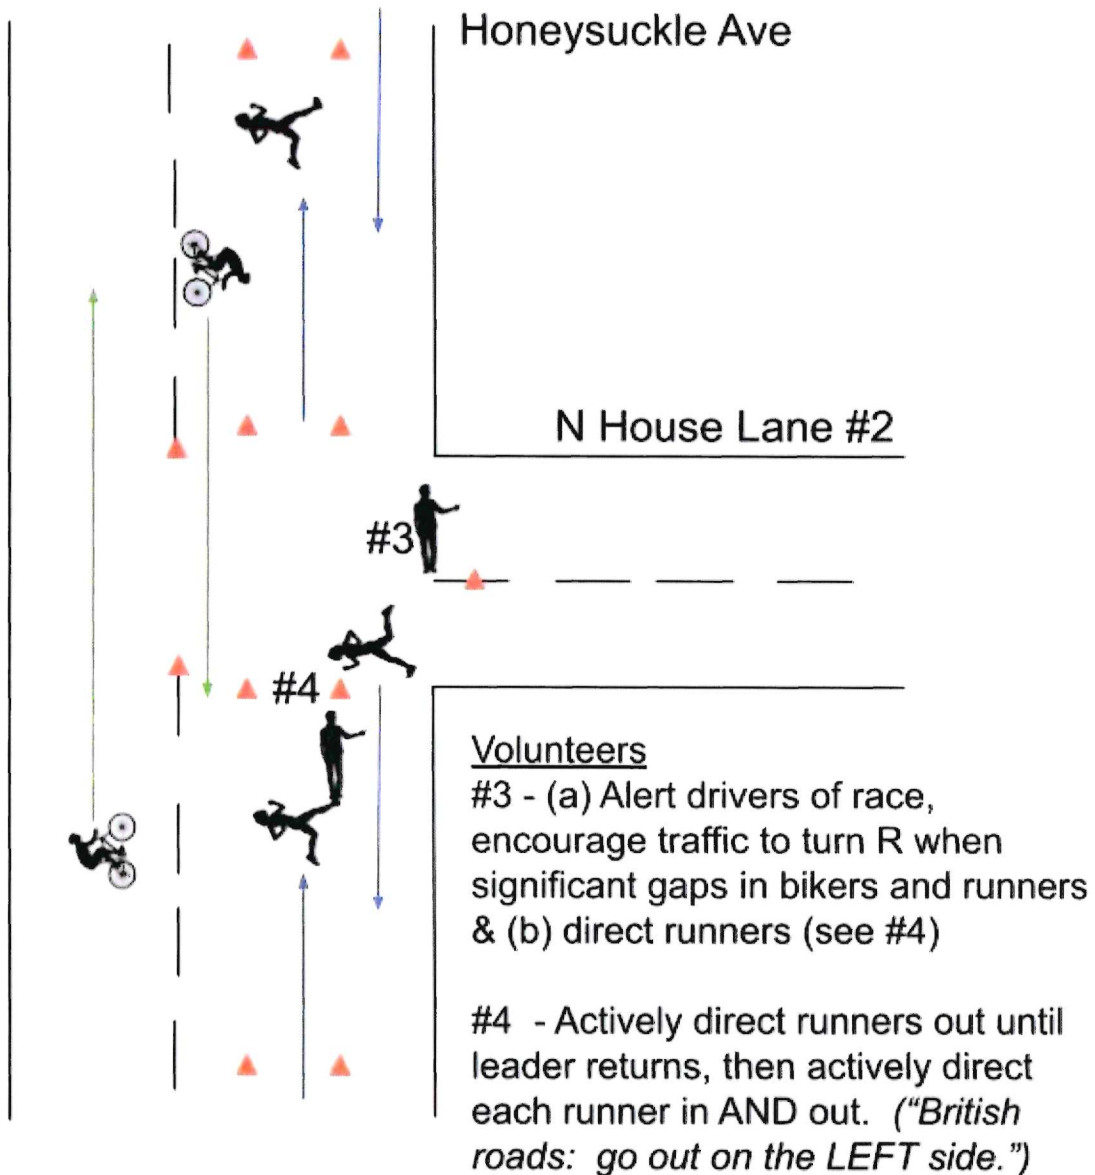 Honeysuckle Ave
N House Lane #2
#3
#4
Volunteers
#3 - (a) Alert drivers of race,
encourage traffic to turn R when
significant gaps in bikers and runners
& (b) direct runners (see #4)
#4 - Actively direct runners out until
leader returns, then actively direct
each runner in AND out. ("British
roads: go out on the LEFT side.")